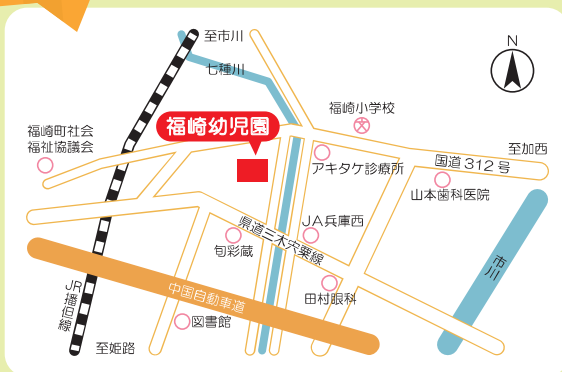 至市川
七種川
N
福崎小学校
福崎幼児園
福崎町社会
福祉協議会
至加西
国道312号
アキタケ診療所
山本歯科医院
県道三木宍粟線
JA兵庫西
旬彩蔵
市川
田村眼科
中国自動車道
JR播但線
図書館
至姫路